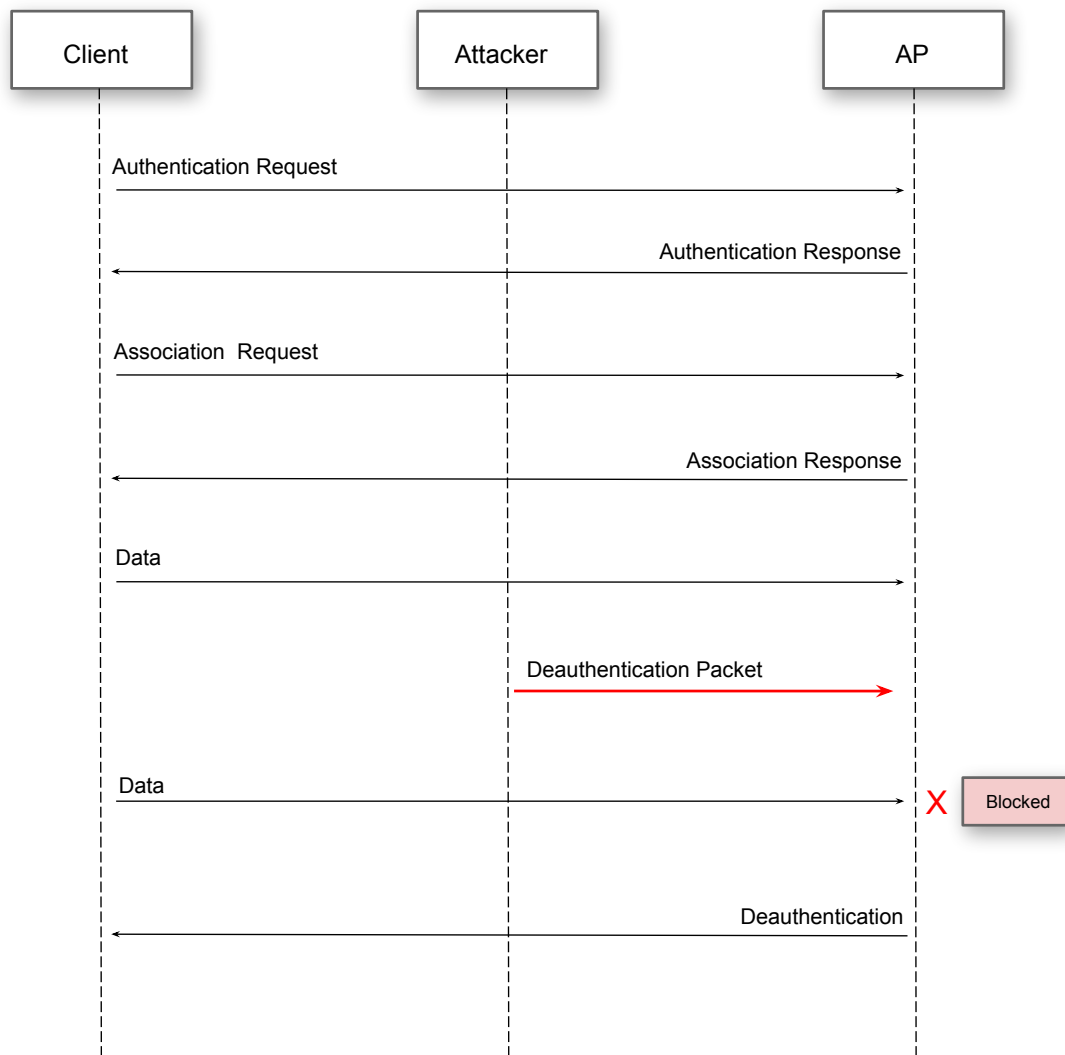 Client
Attacker
AP
Authentication Request
Authentication Response
Association  Request
Association Response
Data
Deauthentication Packet
Data
X
Blocked
Deauthentication